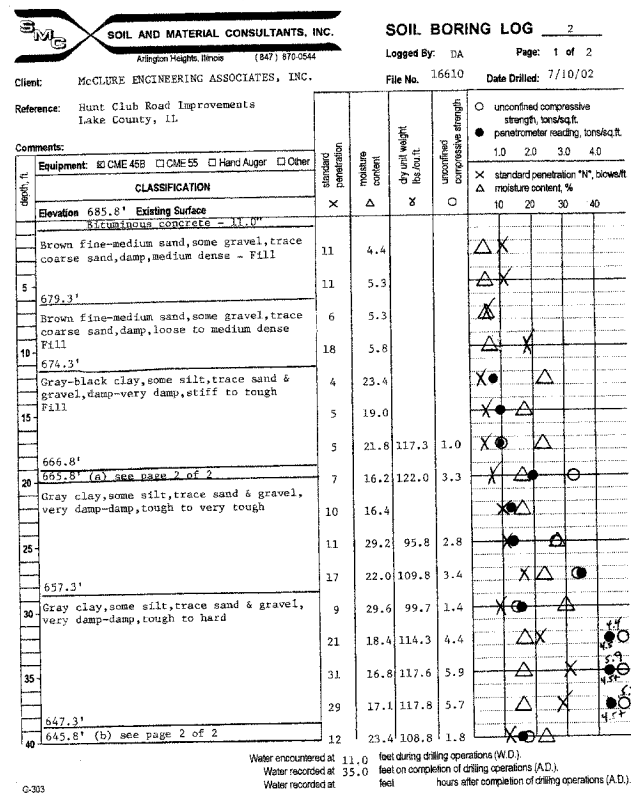 SMC
SOIL AND MATERIAL CONSULTANTS, INC.
Arlington Heights, Illinois (847) 870-0544
SOIL BORING LOG 2
Logged By: DA Page: 1 of 2
File No. 16610 Date Drilled: 7/10/02
Client: McCLURE ENGINEERING ASSOCIATES, INC.
Reference: Hunt Club Road Improvements
Lake County, IL
Comments:
Equipment: ☒ CME 45B ☐ CME 55 ☐ Hand Auger ☐ Other
depth, ft.
CLASSIFICATION
standard penetration X
moisture content Δ
dry unit weight lbs./cu.ft. X
unconfined compressive strength O
O unconfined compressive strength, tons/sq.ft.
● penetrometer reading, tons/sq.ft.
1.0 2.0 3.0 4.0
X standard penetration "N", blows/ft
Δ moisture content, %
10 20 30 40
Elevation 685.8' Existing Surface
Bituminous concrete - 11.0"
Brown fine-medium sand,some gravel,trace 11 4.4
coarse sand,damp,medium dense - Fill
5 11 5.3
679.3'
Brown fine-medium sand,some gravel,trace 6 5.3
coarse sand,damp,loose to medium dense
Fill 18 5.8
10
674.3'
Gray-black clay,some silt,trace sand & 4 23.4
gravel,damp-very damp,stiff to tough
Fill 5 19.0
15
5 21.8 117.3 1.0
666.8'
665.8' (a) see page 2 of 2 7 16.2 122.0 3.3
20
Gray clay,some silt,trace sand & gravel,
very damp-damp,tough to very tough 10 16.4
25 11 29.2 95.8 2.8
17 22.0 109.8 3.4
657.3'
Gray clay,some silt,trace sand & gravel, 9 29.6 99.7 1.4
30
very damp-damp,tough to hard
21 18.4 114.3 4.4 4.4
4.5
31 16.8 117.6 5.9 5.9
4.5+
35
29 17.1 117.8 5.7
4.5+
647.3'
645.8' (b) see page 2 of 2 12 23.4 108.8 1.8
40
Water encountered at 11.0 feet during drilling operations (W.D.).
Water recorded at 35.0 feet on completion of drilling operations (A.D.).
Water recorded at feet hours after completion of drilling operations (A.D.).
G-303